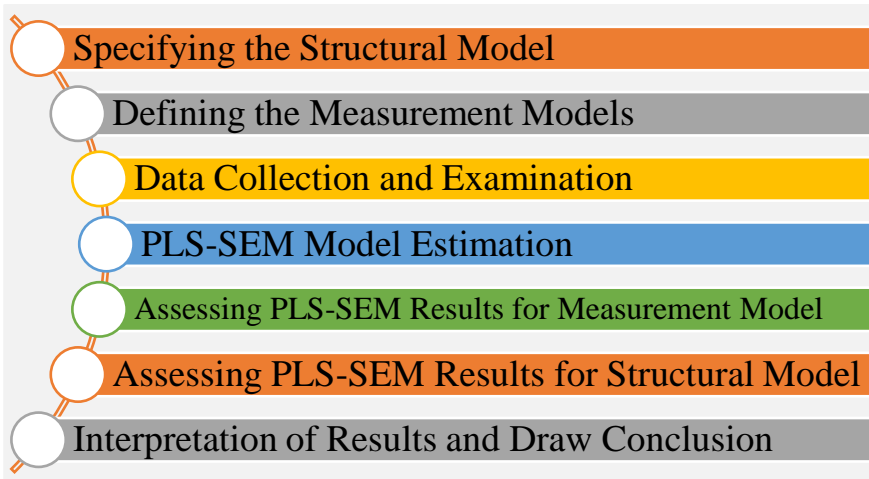 Specifying the Structural Model
Defining the Measurement Models
Data Collection and Examination
PLS-SEM Model Estimation
Assessing PLS-SEM Results for Measurement Model
Assessing PLS-SEM Results for Structural Model
Interpretation of Results and Draw Conclusion